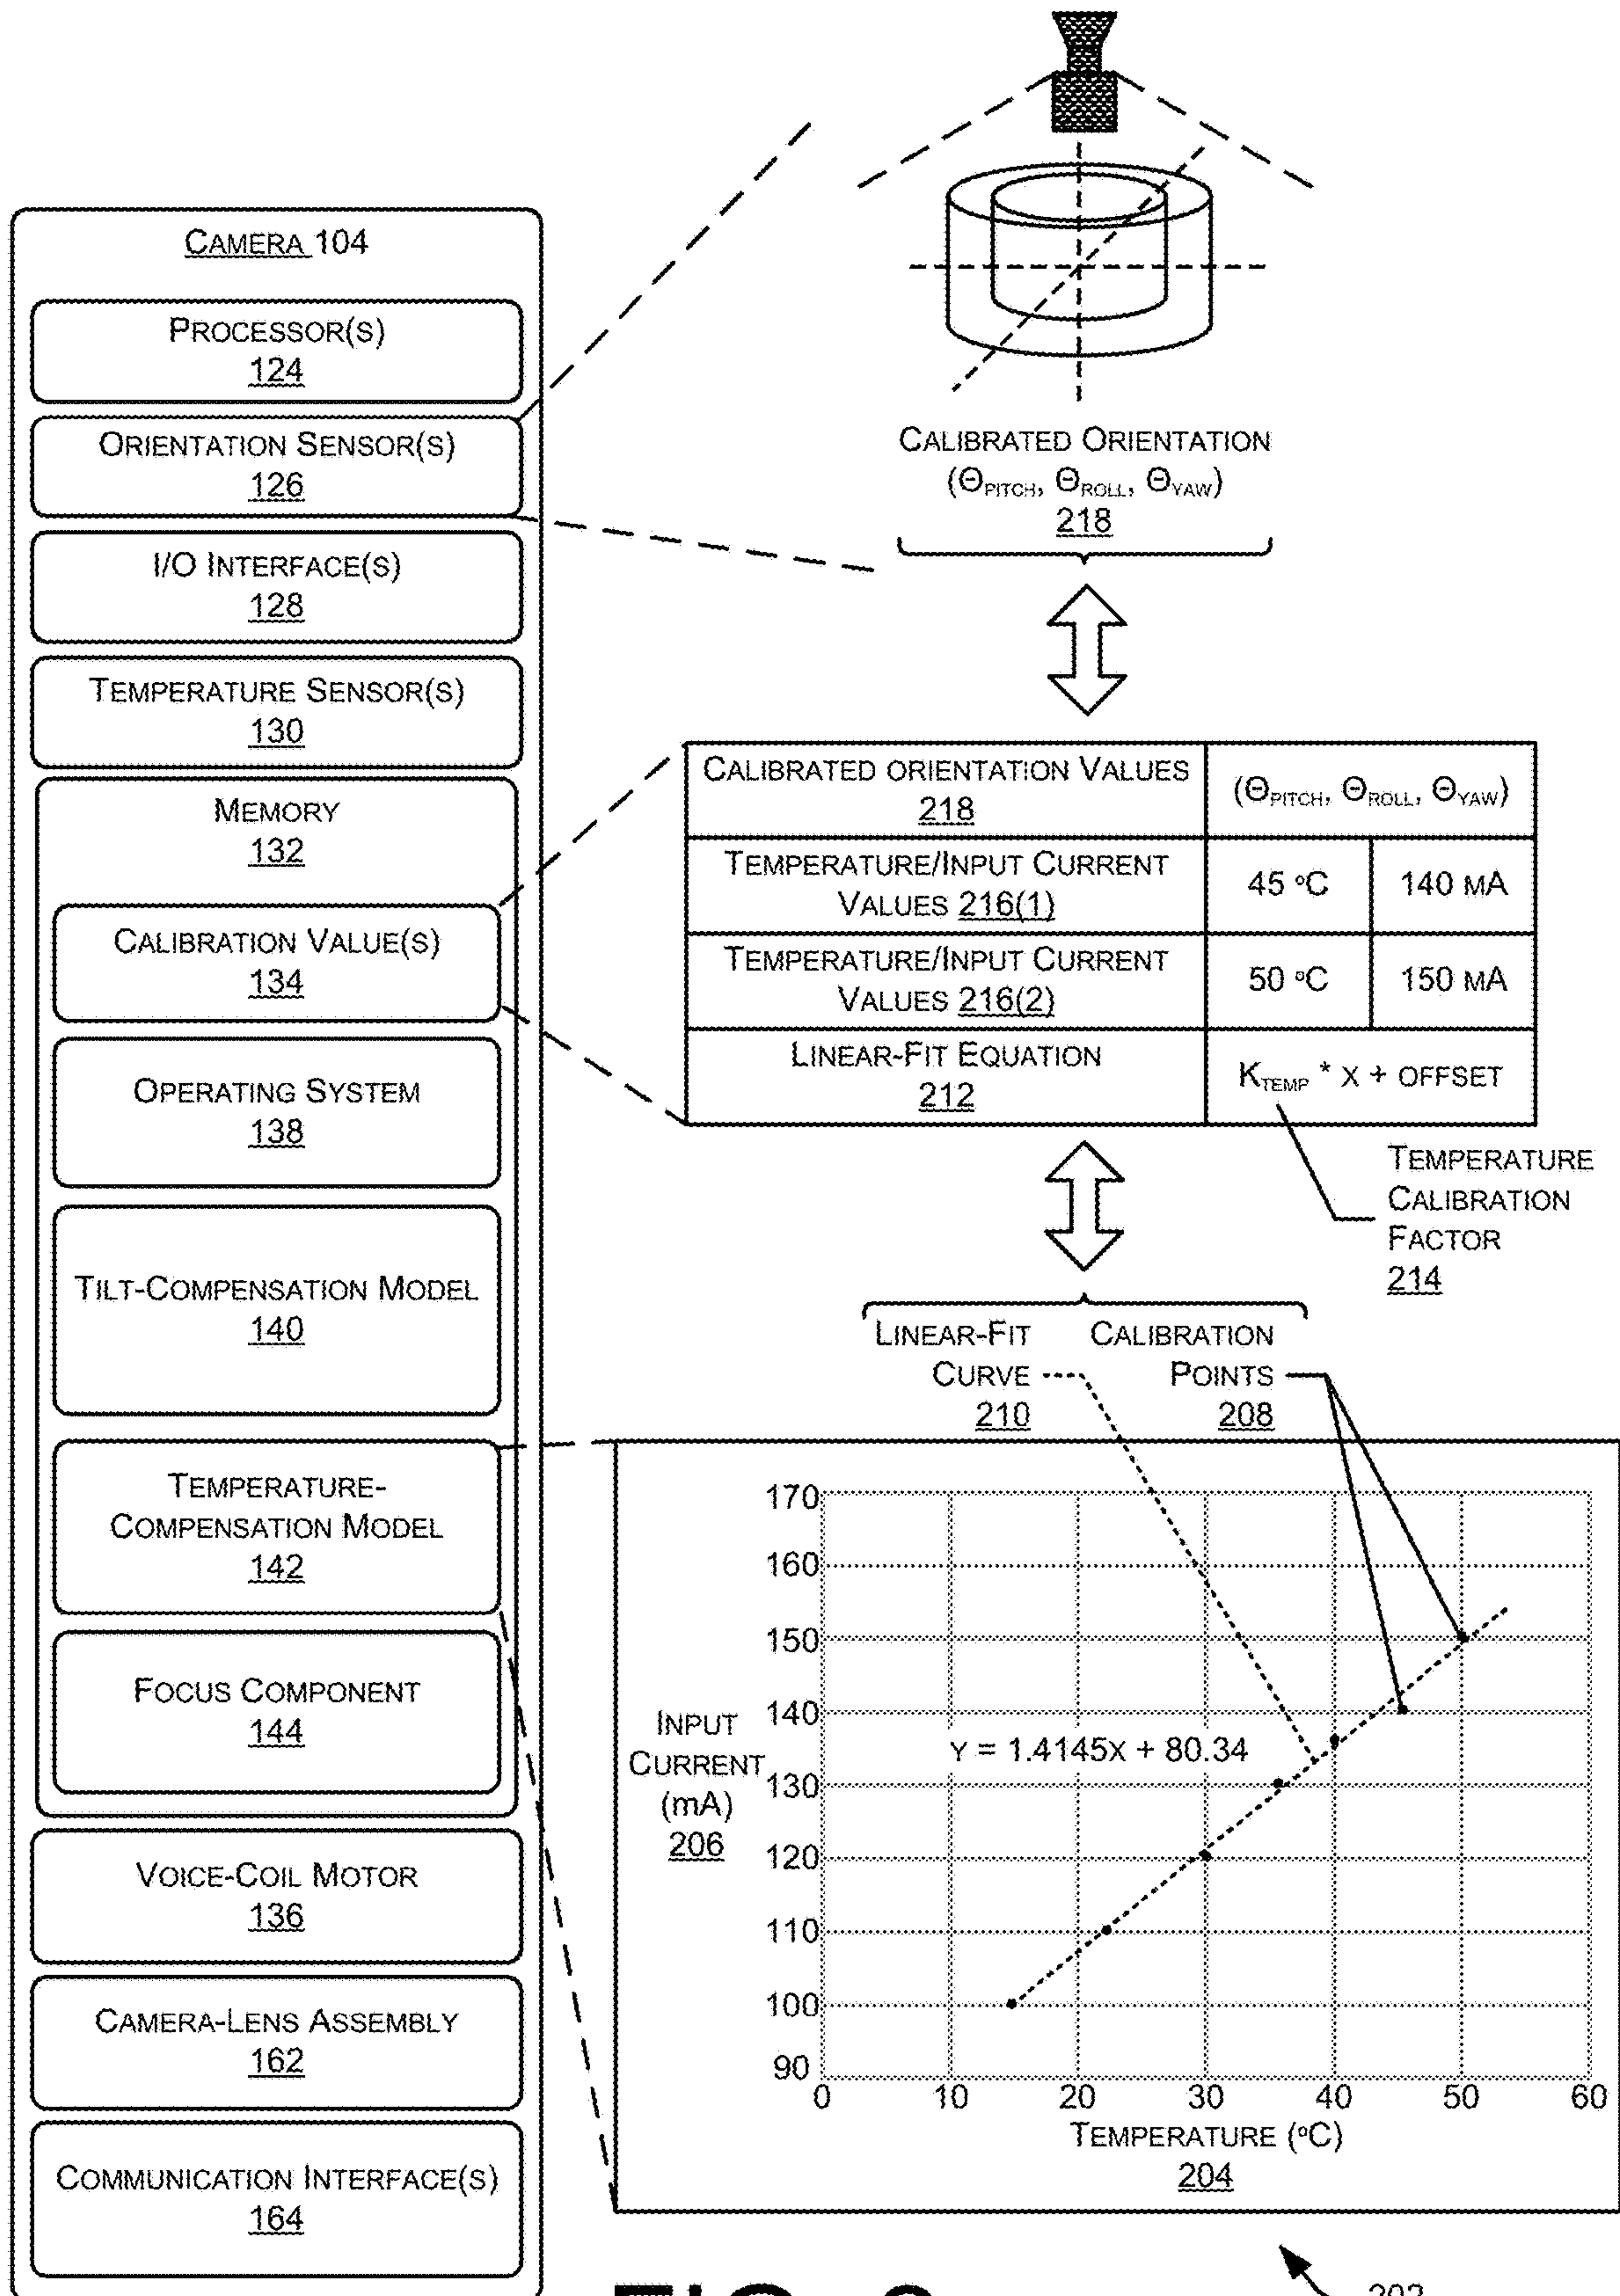 CAMERA 104
PROCESSOR(S)
124
ORIENTATION SENSOR(S)
126
I/O INTERFACE(S)
128
TEMPERATURE SENSOR(S)
130
MEMORY
132
CALIBRATION VALUE(S)
134
OPERATING SYSTEM
138
TILT-COMPENSATION MODEL
140
TEMPERATURE-
COMPENSATION MODEL
142
FOCUS COMPONENT
144
VOICE-COIL MOTOR
136
CAMERA-LENS ASSEMBLY
162
COMMUNICATION INTERFACE(S)
164
CALIBRATED ORIENTATION
(ΘPITCH, ΘROLL, ΘYAW)
218
CALIBRATED ORIENTATION VALUES
218
(ΘPITCH, ΘROLL, ΘYAW)
TEMPERATURE/INPUT CURRENT
VALUES 216(1)
45 °C
140 MA
TEMPERATURE/INPUT CURRENT
VALUES 216(2)
50 °C
150 MA
LINEAR-FIT EQUATION
212
KTEMP * X + OFFSET
TEMPERATURE
CALIBRATION
FACTOR
214
LINEAR-FIT
CURVE
210
CALIBRATION
POINTS
208
170
160
150
140
130
120
110
100
90
INPUT
CURRENT
(mA)
206
Y = 1.4145X + 80.34
0 10 20 30 40 50 60
TEMPERATURE (°C)
204
202